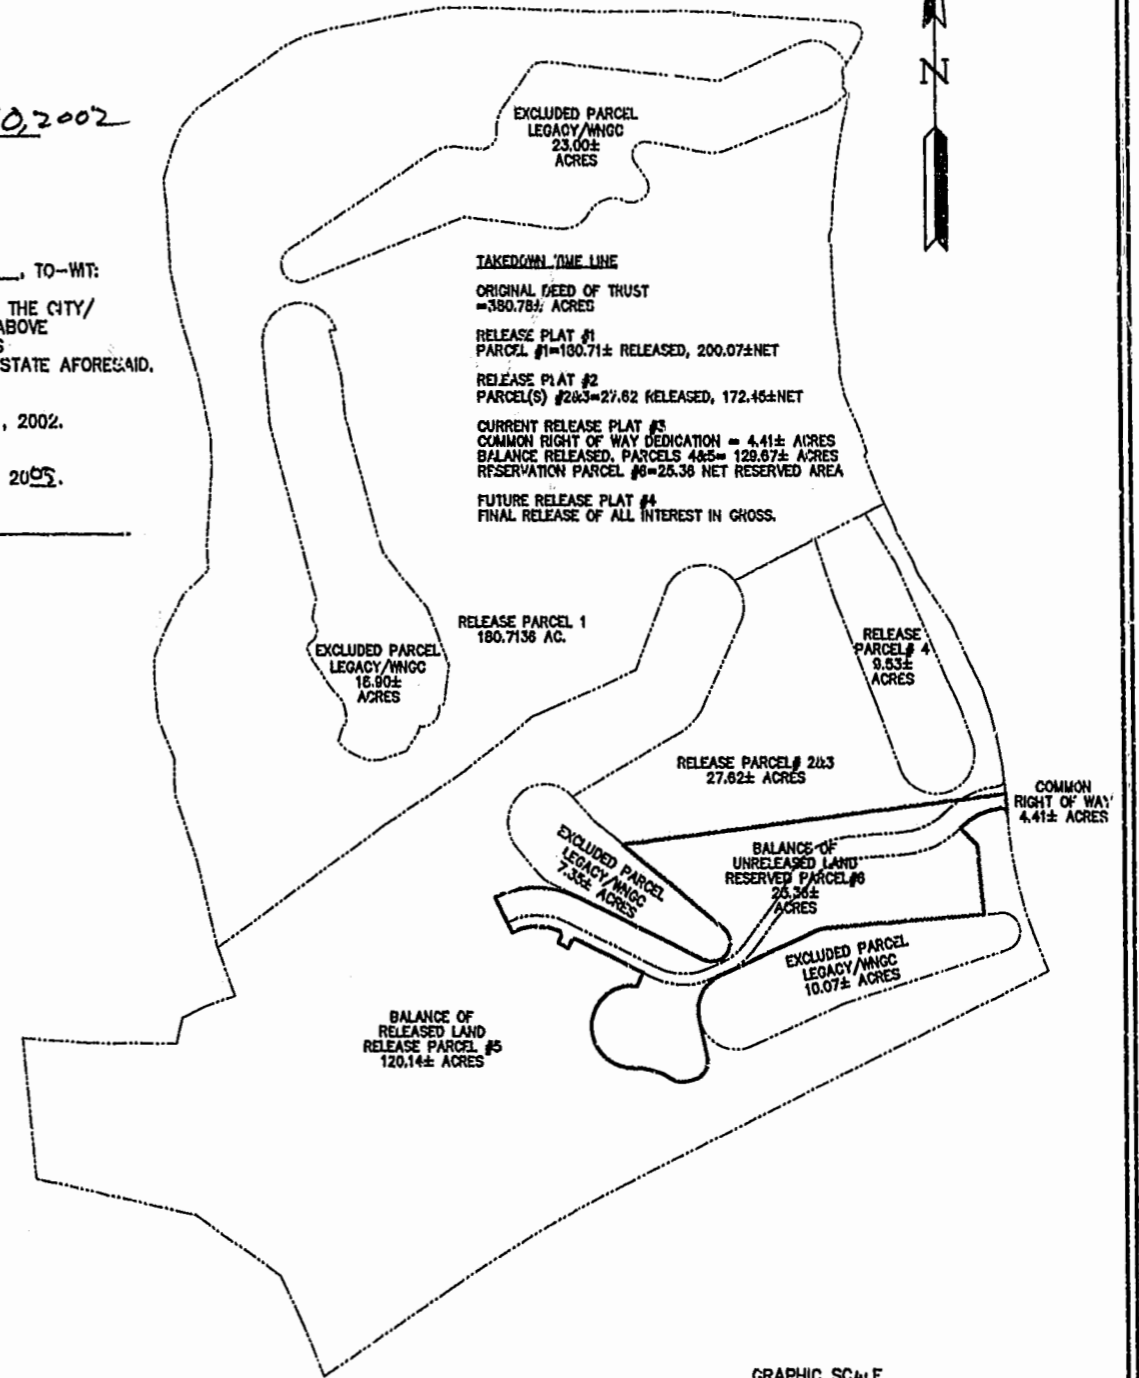 0,2002
, TO-WIT:
THE CITY/
ABOVE
S
STATE AFORESAID.
, 2002.
2005.
N
EXCLUDED PARCEL
LEGACY/WNGC
23.00±
ACRES
TAKEDOWN TIME LINE
ORIGINAL DEED OF TRUST
=380.78± ACRES
RELEASE PLAT #1
PARCEL #1=180.71± RELEASED, 200.07±NET
RELEASE PLAT #2
PARCEL(S) #2&3=27.62 RELEASED, 172.45±NET
CURRENT RELEASE PLAT #3
COMMON RIGHT OF WAY DEDICATION = 4.41± ACRES
BALANCE RELEASED. PARCELS 4&5= 129.67± ACRES
RESERVATION PARCEL #6=25.36 NET RESERVED AREA
FUTURE RELEASE PLAT #4
FINAL RELEASE OF ALL INTEREST IN GROSS.
RELEASE PARCEL 1
180.7136 AC.
EXCLUDED PARCEL
LEGACY/WNGC
16.90±
ACRES
RELEASE
PARCEL# 4
9.53±
ACRES
RELEASE PARCEL# 2&3
27.62± ACRES
COMMON
RIGHT OF WAY
4.41± ACRES
EXCLUDED PARCEL
LEGACY/WNGC
7.35± ACRES
BALANCE OF
UNRELEASED LAND
RESERVED PARCEL#6
25.36±
ACRES
EXCLUDED PARCEL
LEGACY/WNGC
10.07± ACRES
BALANCE OF
RELEASED LAND
RELEASE PARCEL #5
120.14± ACRES
GRAPHIC SCALE